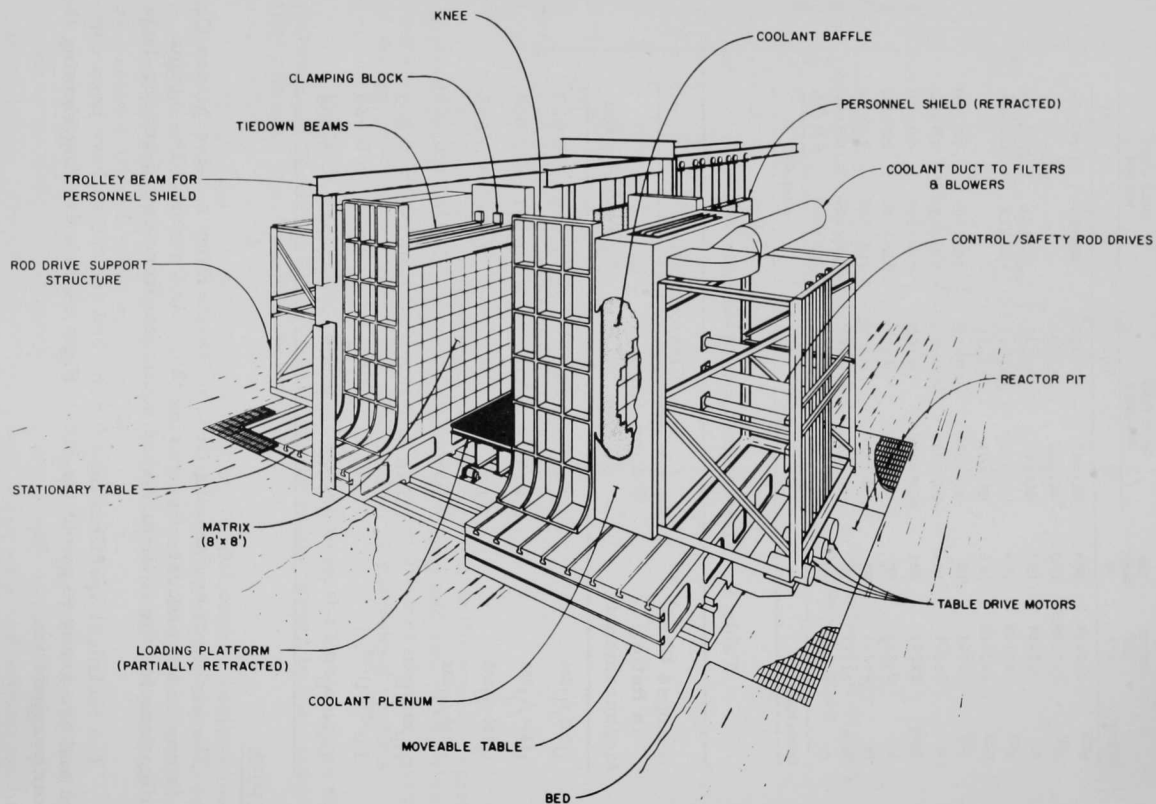 KNEE
COOLANT BAFFLE
CLAMPING BLOCK
PERSONNEL SHIELD (RETRACTED)
TIEDOWN BEAMS
TROLLEY BEAM FOR
PERSONNEL SHIELD
COOLANT DUCT TO FILTERS
& BLOWERS
CONTROL/SAFETY ROD DRIVES
ROD DRIVE SUPPORT
STRUCTURE
REACTOR PIT
STATIONARY TABLE
MATRIX
(8'x 8')
TABLE DRIVE MOTORS
LOADING PLATFORM
(PARTIALLY RETRACTED)
COOLANT PLENUM
MOVEABLE TABLE
BED